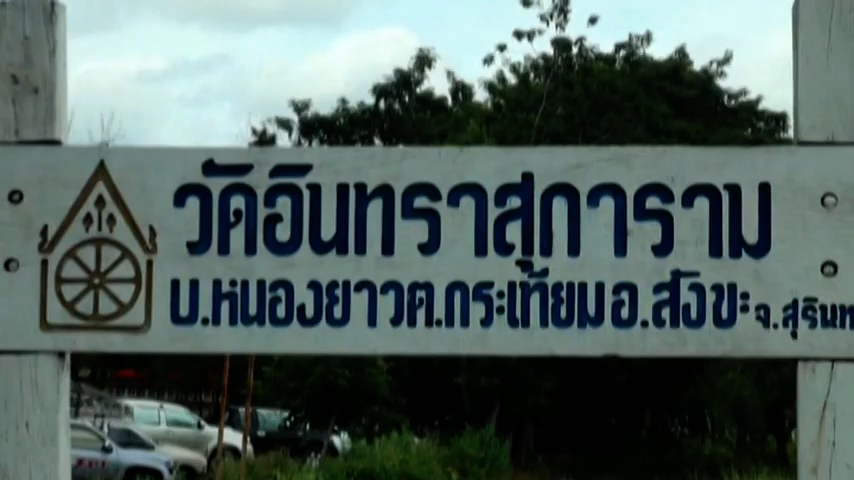 วัดอินทราสุการาม
บ.หนองยาวต.กระเทียมอ.สังขะจ.สุรินท